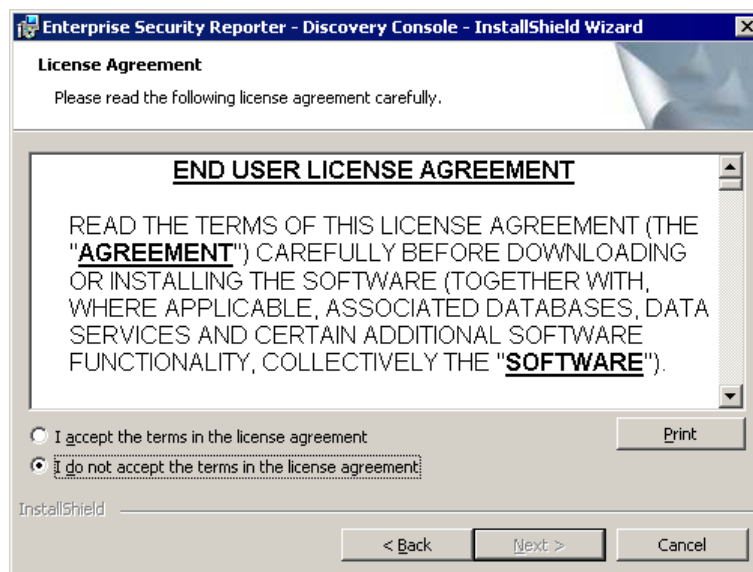 Enterprise Security Reporter - Discovery Console - InstallShield Wizard
License Agreement
Please read the following license agreement carefully.
END USER LICENSE AGREEMENT
READ THE TERMS OF THIS LICENSE AGREEMENT (THE
"AGREEMENT") CAREFULLY BEFORE DOWNLOADING
OR INSTALLING THE SOFTWARE (TOGETHER WITH,
WHERE APPLICABLE, ASSOCIATED DATABASES, DATA
SERVICES AND CERTAIN ADDITIONAL SOFTWARE
FUNCTIONALITY, COLLECTIVELY THE "SOFTWARE").
I accept the terms in the license agreement
Print
I do not accept the terms in the license agreement
InstallShield
< Back
Next >
Cancel